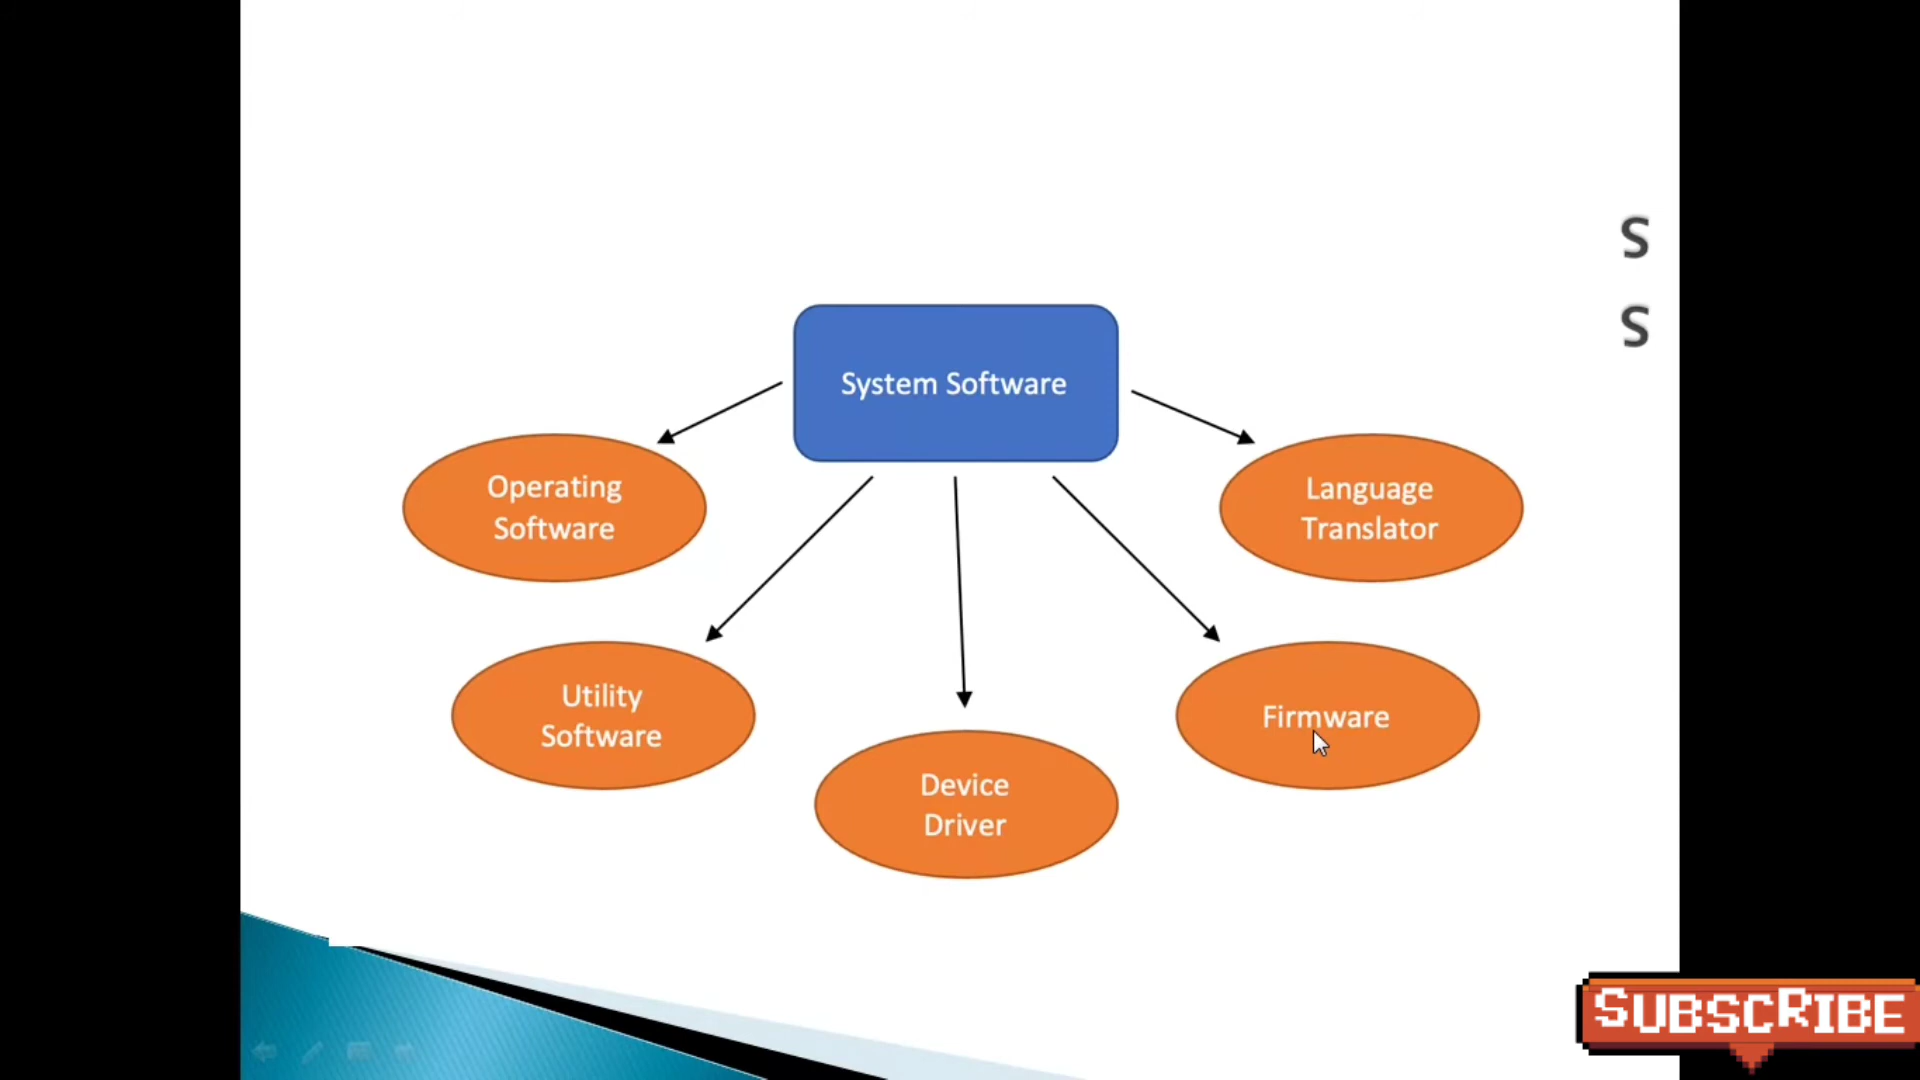 S
S
System Software
Operating
Software
Language
Translator
Utility
Software
Firmware
Device
Driver
SUBSCRIBE